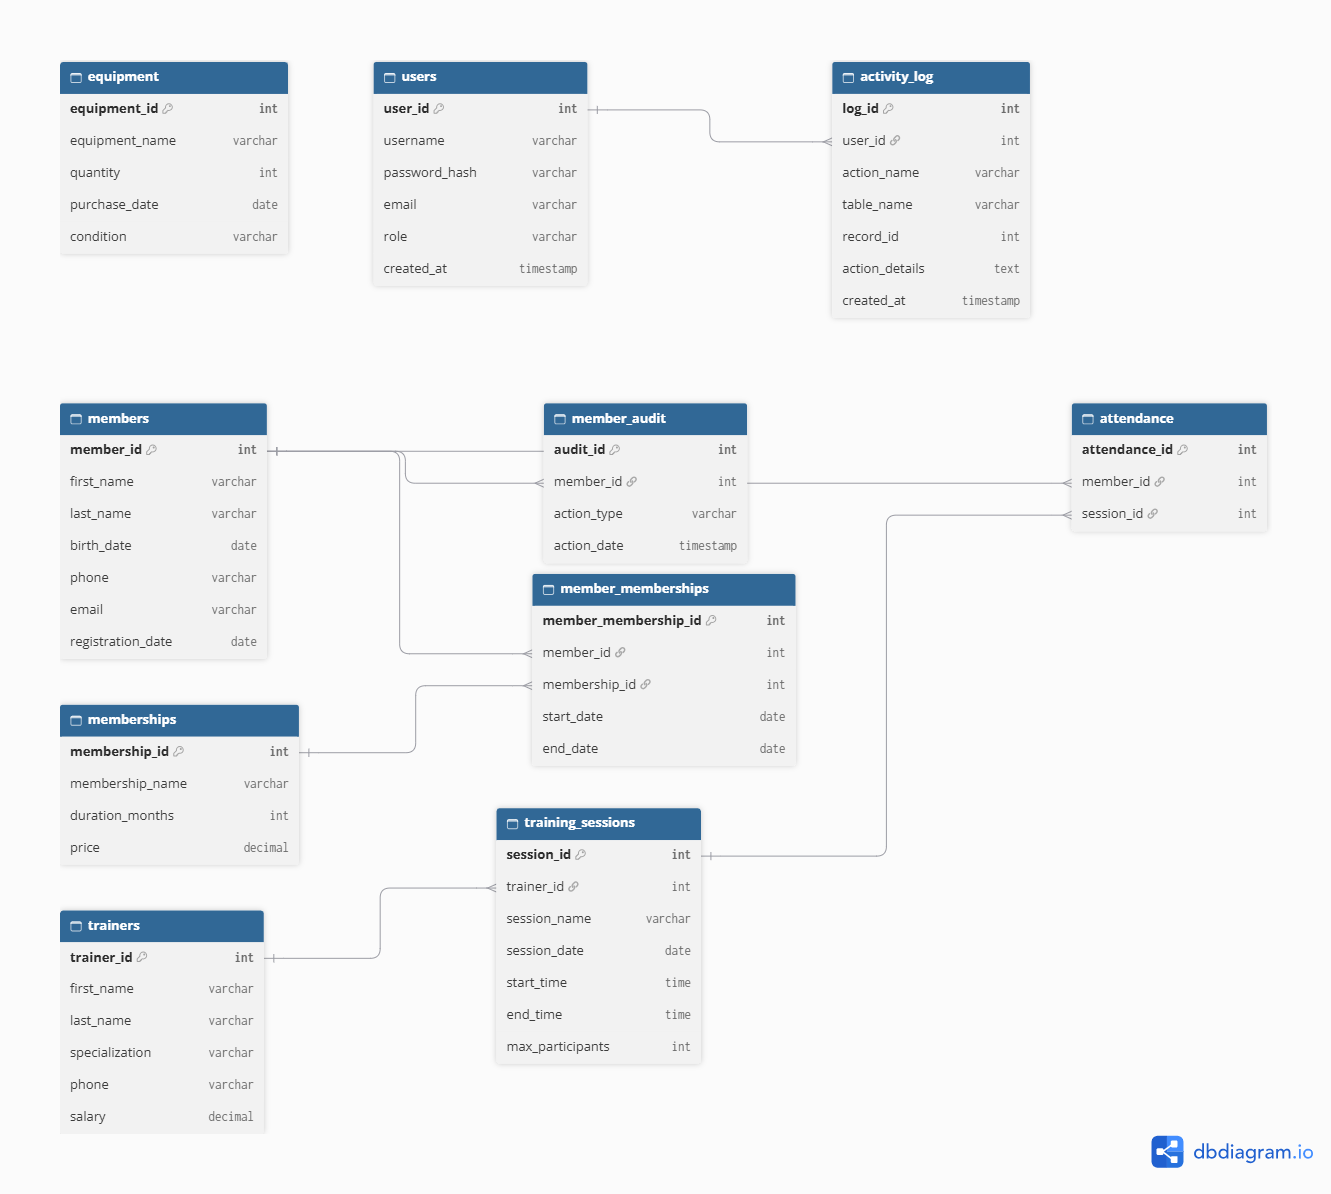 equipment
equipment_id int
equipment_name varchar
quantity int
purchase_date date
condition varchar
users
user_id int
username varchar
password_hash varchar
email varchar
role varchar
created_at timestamp
activity_log
log_id int
user_id int
action_name varchar
table_name varchar
record_id int
action_details text
created_at timestamp
members
member_id int
first_name varchar
last_name varchar
birth_date date
phone varchar
email varchar
registration_date date
member_audit
audit_id int
member_id int
action_type varchar
action_date timestamp
attendance
attendance_id int
member_id int
session_id int
member_memberships
member_membership_id int
member_id int
membership_id int
start_date date
end_date date
memberships
membership_id int
membership_name varchar
duration_months int
price decimal
training_sessions
session_id int
trainer_id int
session_name varchar
session_date date
start_time time
end_time time
max_participants int
trainers
trainer_id int
first_name varchar
last_name varchar
specialization varchar
phone varchar
salary decimal
dbdiagram.io